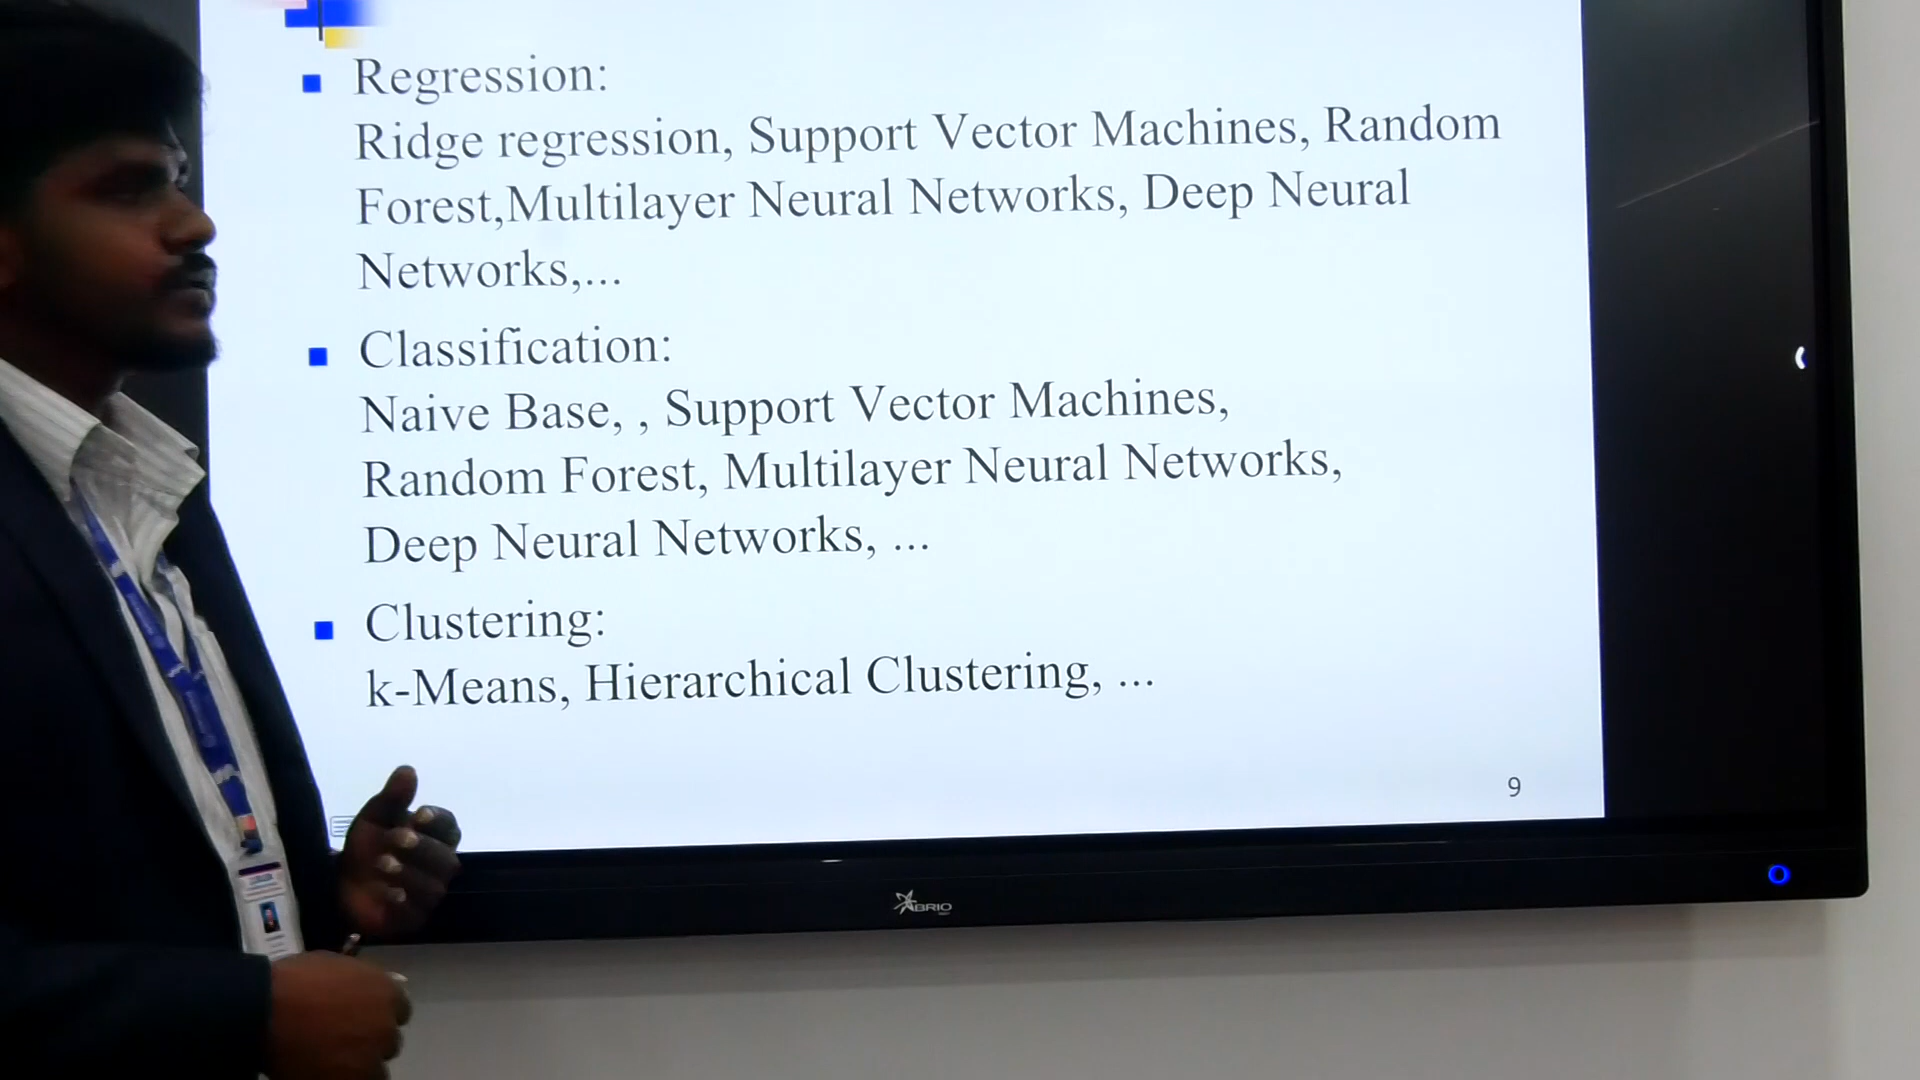 Regression:
Ridge regression, Support Vector Machines, Random
Forest,Multilayer Neural Networks, Deep Neural
Networks,...
Classification:
Naive Base, , Support Vector Machines,
Random Forest, Multilayer Neural Networks,
Deep Neural Networks, ...
Clustering:
k-Means, Hierarchical Clustering, ...
9
BRIO